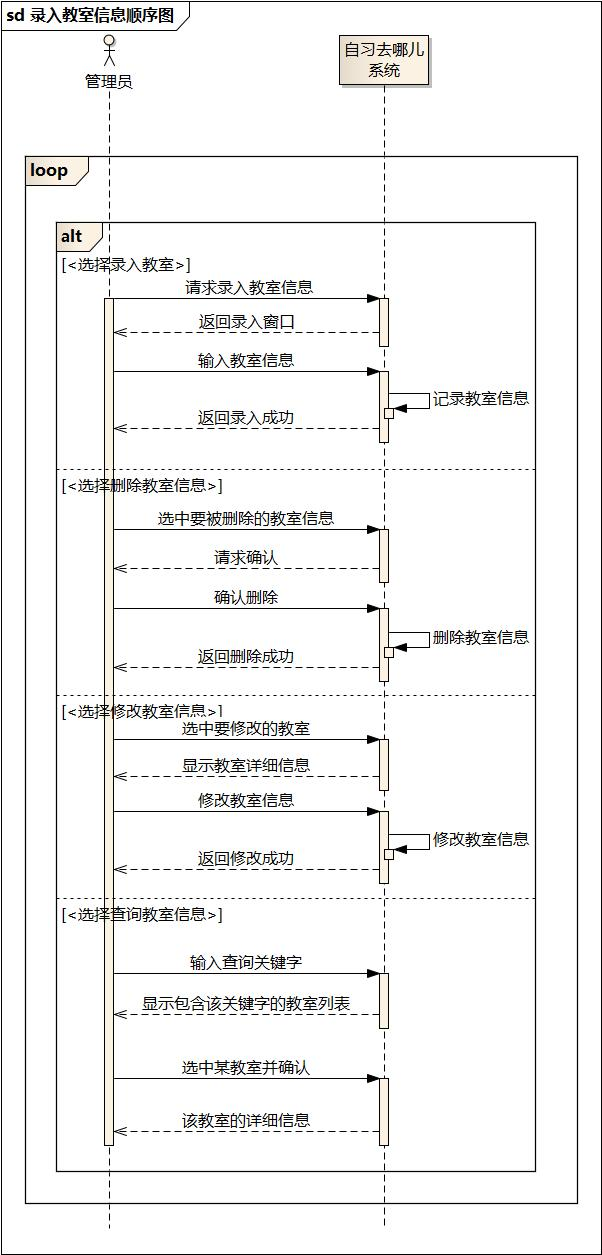 sd 录入教室信息顺序图
管理员
自习去哪儿
系统
loop
alt
[<选择录入教室>]
请求录入教室信息
返回录入窗口
输入教室信息
记录教室信息
返回录入成功
[<选择删除教室信息>]
选中要被删除的教室信息
请求确认
确认删除
删除教室信息
返回删除成功
[<选择修改教室信息>]
选中要修改的教室
显示教室详细信息
修改教室信息
修改教室信息
返回修改成功
[<选择查询教室信息>]
输入查询关键字
显示包含该关键字的教室列表
选中某教室并确认
该教室的详细信息